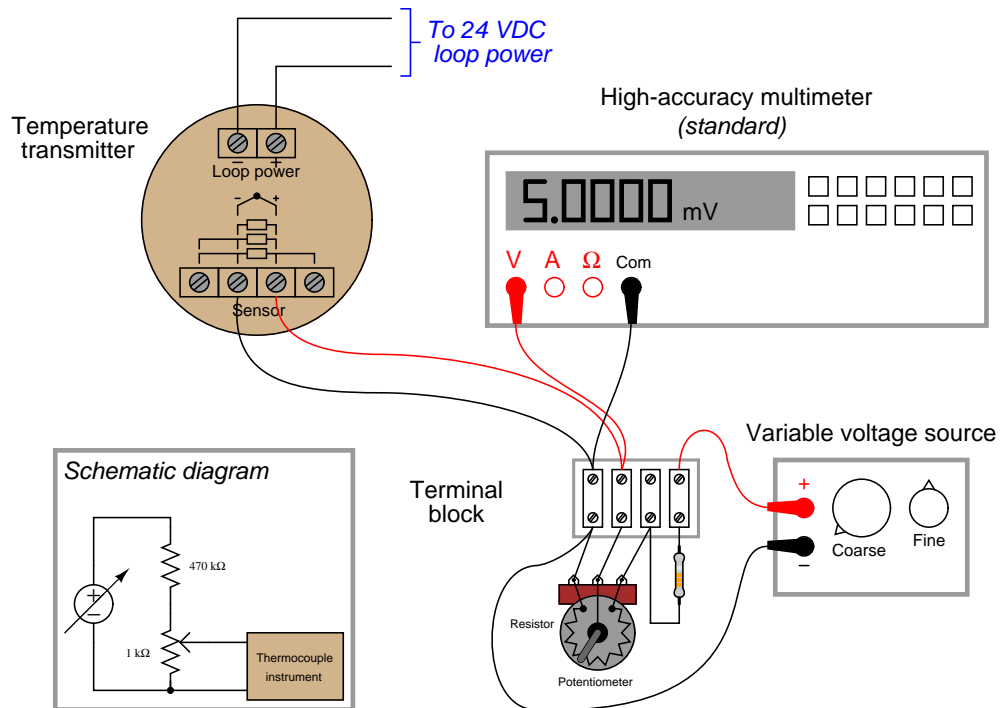 To 24 VDC
loop power
Temperature
transmitter
− +
Loop power
- +
Sensor
High-accuracy multimeter
(standard)
5.0000 mV
V A Ω Com
Variable voltage source
+
−
Coarse
Fine
Terminal
block
Resistor
Potentiometer
Schematic diagram
470 kΩ
+
−
1 kΩ
Thermocouple
instrument